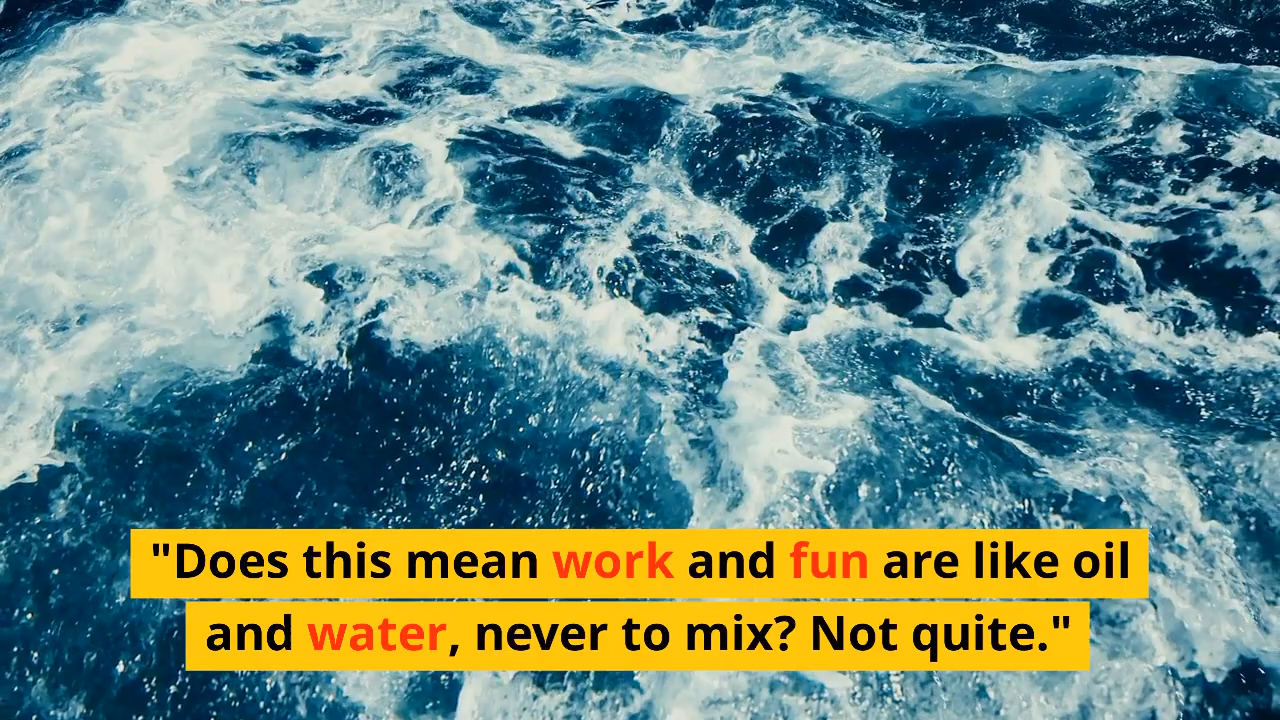 "Does this mean work and fun are like oil
and water, never to mix? Not quite."